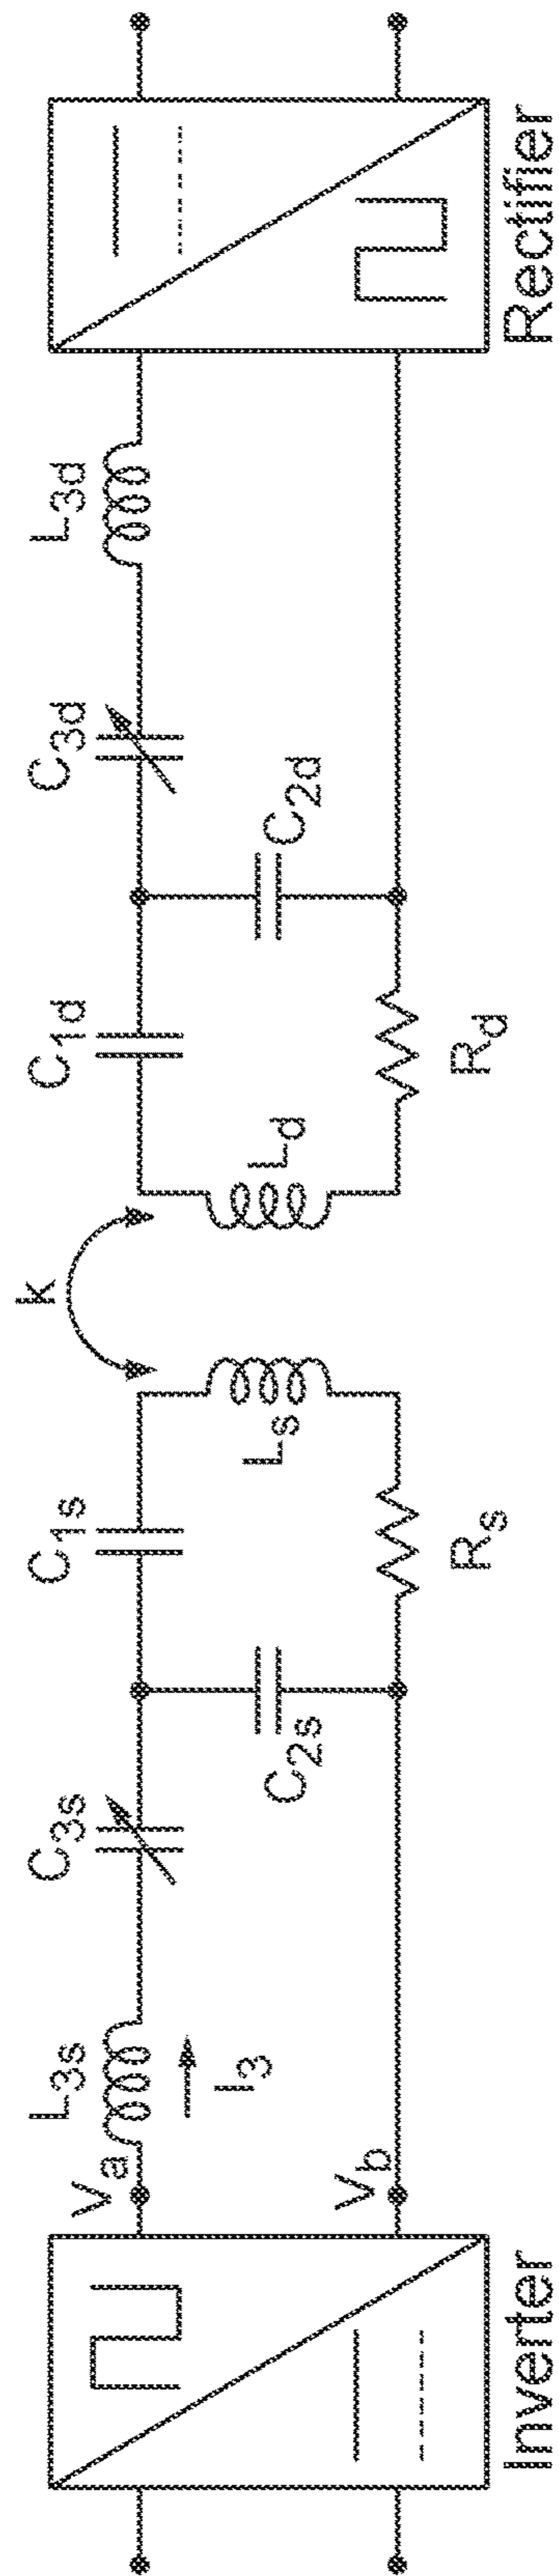 Inverter
Va
Vb
L3s
I3
C3s
C2s
C1s
Rs
Ls
k
Ld
Rd
C1d
C2d
C3d
L3d
Rectifier